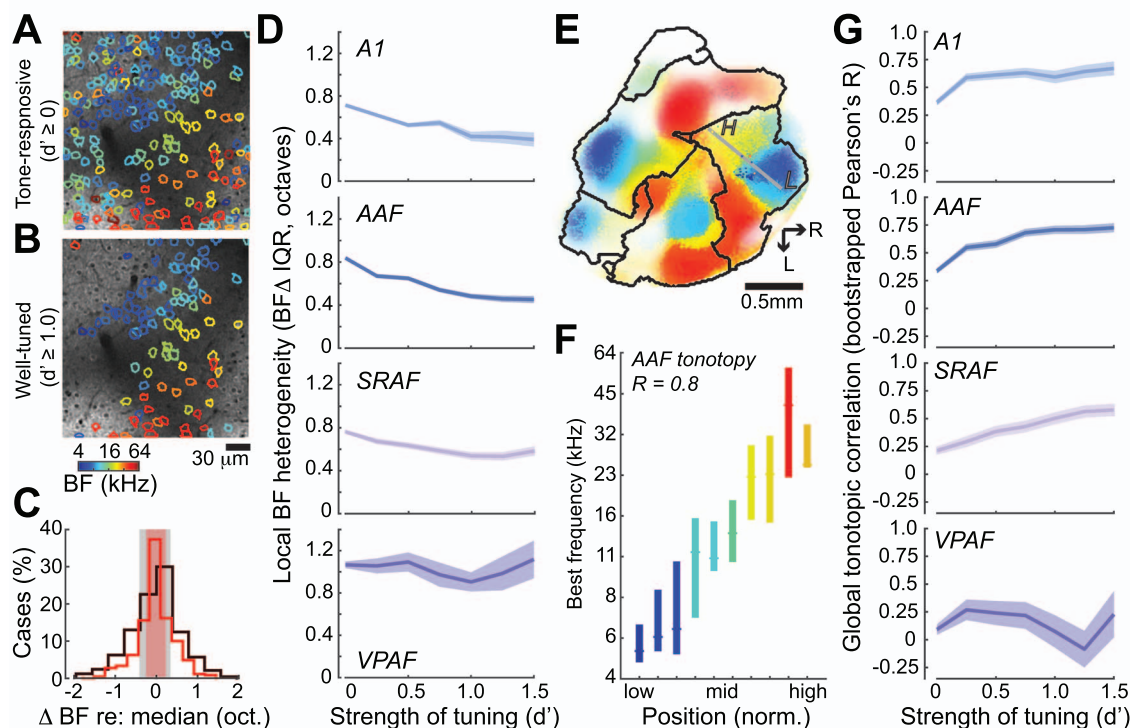 A
Tone-respnosive
(d' ≥ 0)
B
Well-tuned
(d' ≥ 1.0)
4 16 64
BF (kHz)
30 μm
C
Cases (%)
40
30
20
10
0
-2 -1 0 1 2
Δ BF re: median (oct.)
D
Local BF heterogeneity (BFΔ IQR, octaves)
A1
1.2
0.8
0.4
0
AAF
1.2
0.8
0.4
0
SRAF
1.2
0.8
0.4
0
1.2
0.8
0.4
0
VPAF
0 0.5 1.0 1.5
Strength of tuning (d')
E
H
L
R
L
0.5mm
F
AAF tonotopy
R = 0.8
Best frequency (kHz)
64
45
32
23
16
11
8
6
4
low mid high
Position (norm.)
G
Global tonotopic correlation (bootstrapped Pearson's R)
A1
1.0
0.75
0.5
0.25
0
-0.25
AAF
1.0
0.75
0.5
0.25
0
-0.25
SRAF
1.0
0.75
0.5
0.25
0
-0.25
VPAF
1.0
0.75
0.5
0.25
0
-0.25
0 0.5 1.0 1.5
Strength of tuning (d')